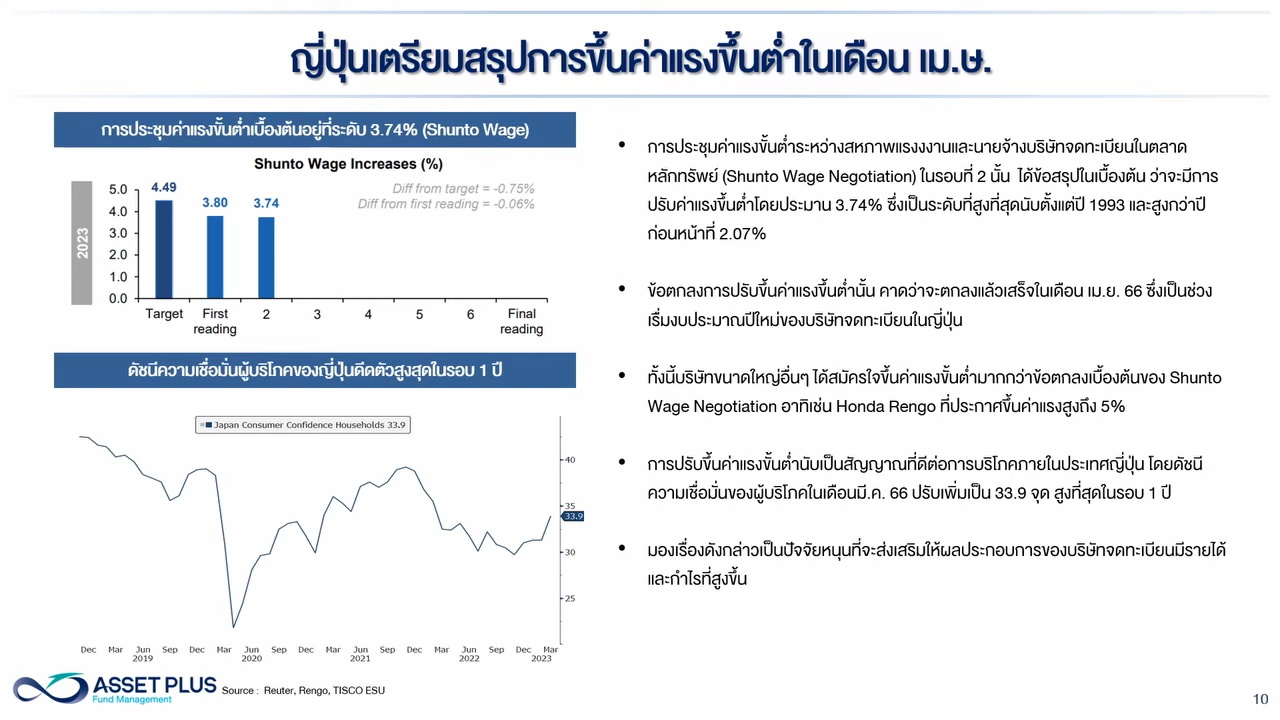 ญี่ปุ่นเตรียมสรุปการขึ้นค่าแรงขึ้นต่ำในเดือน เม.ษ.
การประชุมค่าแรงขั้นต่ำเบื้องต้นอยู่ที่ระดับ 3.74% (Shunto Wage)
Shunto Wage Increases (%)
2023
5.0
4.0
3.0
2.0
1.0
0.0
4.49
3.80
3.74
Diff from target = -0.75%
Diff from first reading = -0.06%
Target First reading 2 3 4 5 6 Final reading
ดัชนีความเชื่อมั่นผู้บริโภคของญี่ปุ่นดีดตัวสูงสุดในรอบ 1 ปี
Japan Consumer Confidence Households 33.9
40
35
33.9
30
25
Dec Mar Jun Sep Dec Mar Jun Sep Dec Mar Jun Sep Dec Mar Jun Sep Dec Mar
2019 2020 2021 2022 2023
• การประชุมค่าแรงขั้นต่ำระหว่างสหภาพแรงงงานและนายจ้างบริษัทจดทะเบียนในตลาด
หลักทรัพย์ (Shunto Wage Negotiation) ในรอบที่ 2 นั้น ได้ข้อสรุปในเบื้องต้น ว่าจะมีการ
ปรับค่าแรงขึ้นต่ำโดยประมาน 3.74% ซึ่งเป็นระดับที่สูงที่สุดนับตั้งแต่ปี 1993 และสูงกว่าปี
ก่อนหน้าที่ 2.07%
• ข้อตกลงการปรับขึ้นค่าแรงขึ้นต่ำนั้น คาดว่าจะตกลงแล้วเสร็จในเดือน เม.ย. 66 ซึ่งเป็นช่วง
เริ่มงบประมาณปีใหม่ของบริษัทจดทะเบียนในญี่ปุ่น
• ทั้งนี้บริษัทขนาดใหญ่อื่นๆ ได้สมัครใจขึ้นค่าแรงขั้นต่ำมากกว่าข้อตกลงเบื้องต้นของ Shunto
Wage Negotiation อาทิเช่น Honda Rengo ที่ประกาศขึ้นค่าแรงสูงถึง 5%
• การปรับขึ้นค่าแรงขั้นต่ำนับเป็นสัญญาณที่ดีต่อการบริโภคภายในประเทศญี่ปุ่น โดยดัชนี
ความเชื่อมั่นของผู้บริโภคในเดือนมี.ค. 66 ปรับเพิ่มเป็น 33.9 จุด สูงที่สุดในรอบ 1 ปี
• มองเรื่องดังกล่าวเป็นปัจจัยหนุนที่จะส่งเสริมให้ผลประกอบการของบริษัทจดทะเบียนมีรายได้
และกำไรที่สูงขึ้น
ASSET PLUS
Fund Management
Source : Reuter, Rengo, TISCO ESU
10